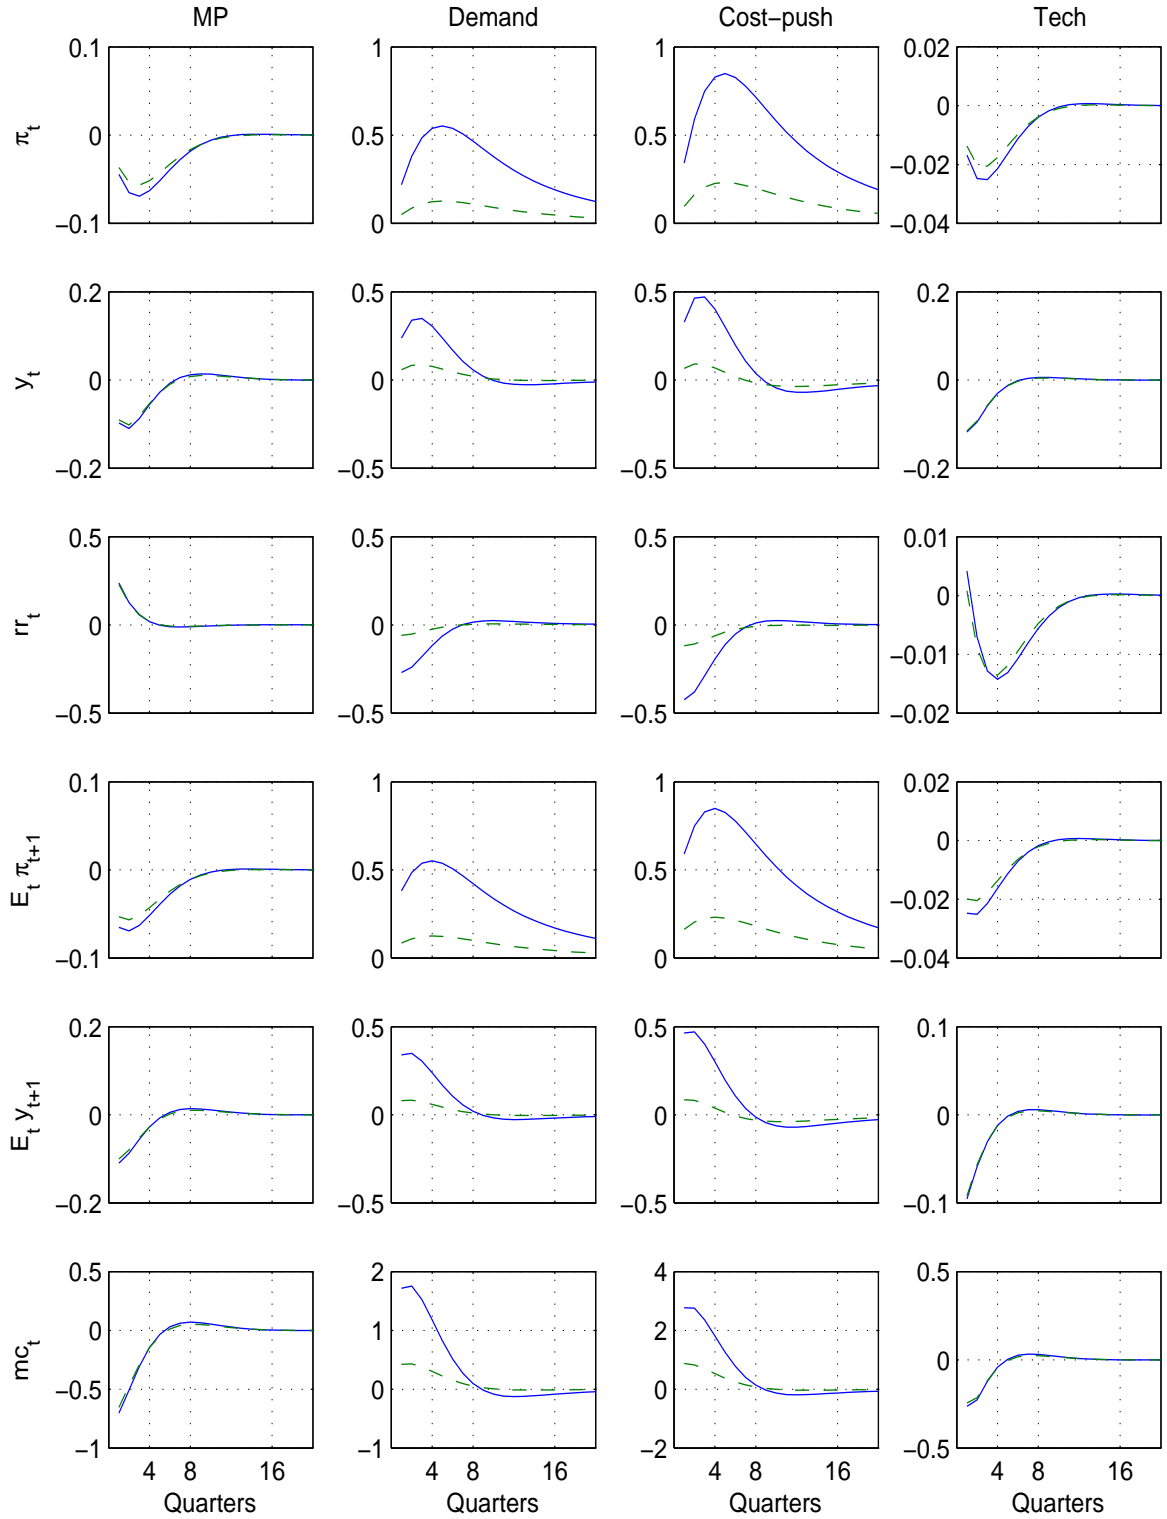 MP Demand Cost−push Tech
0.1 1 1 0.02
π_t 0 0.5 0.5 0
−0.02
−0.1 0 0 −0.04
0.2 0.5 0.5 0.2
y_t 0 0 0 0
−0.2 −0.5 −0.5 −0.2
0.5 0.5 0.5 0.01
rr_t 0 0 0 0
−0.01
−0.5 −0.5 −0.5 −0.02
0.1 1 1 0.02
E_t π_{t+1} 0 0.5 0.5 0
−0.02
−0.1 0 0 −0.04
0.2 0.5 0.5 0.1
E_t y_{t+1} 0 0 0 0
−0.2 −0.5 −0.5 −0.1
0.5 2 4 0.5
mc_t 0 1 2 0
−0.5 0 0
−1 −1 −2 −0.5
4 8 16 4 8 16 4 8 16 4 8 16
Quarters Quarters Quarters Quarters